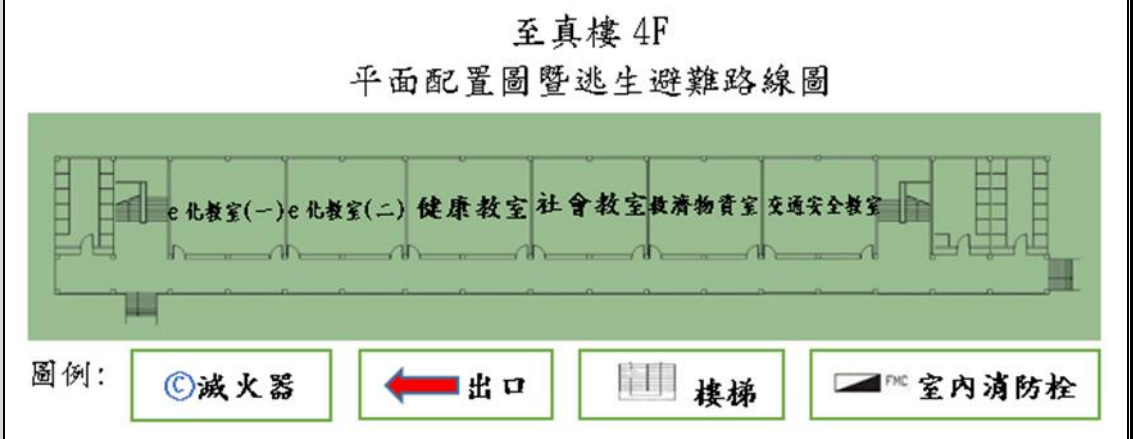 至真樓 4F
平面配置圖暨逃生避難路線圖
e 化教室(一) e 化教室(二) 健康教室 社會教室 救濟物資室 交通安全教室
圖例: Ⓒ滅火器 出口 樓梯 FMC 室內消防栓